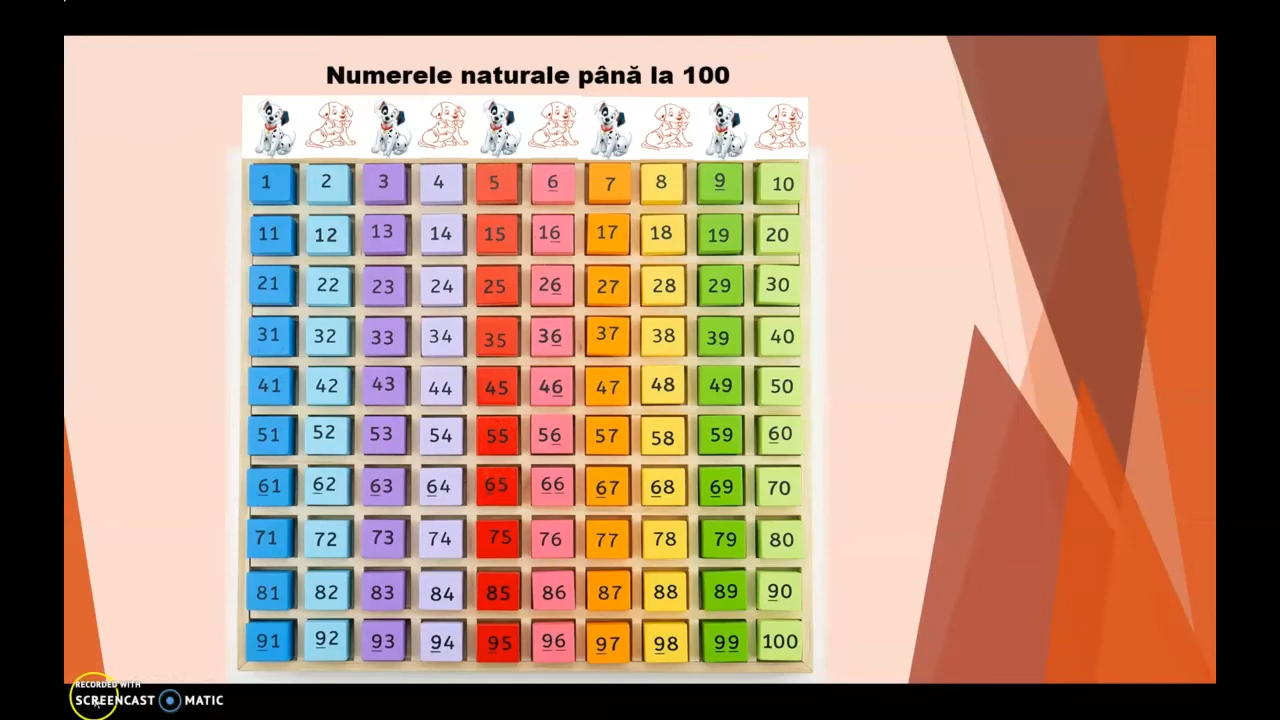 Numerele naturale până la 100
1 2 3 4 5 6 7 8 9 10
11 12 13 14 15 16 17 18 19 20
21 22 23 24 25 26 27 28 29 30
31 32 33 34 35 36 37 38 39 40
41 42 43 44 45 46 47 48 49 50
51 52 53 54 55 56 57 58 59 60
61 62 63 64 65 66 67 68 69 70
71 72 73 74 75 76 77 78 79 80
81 82 83 84 85 86 87 88 89 90
91 92 93 94 95 96 97 98 99 100
RECORDED WITH
SCREENCAST MATIC